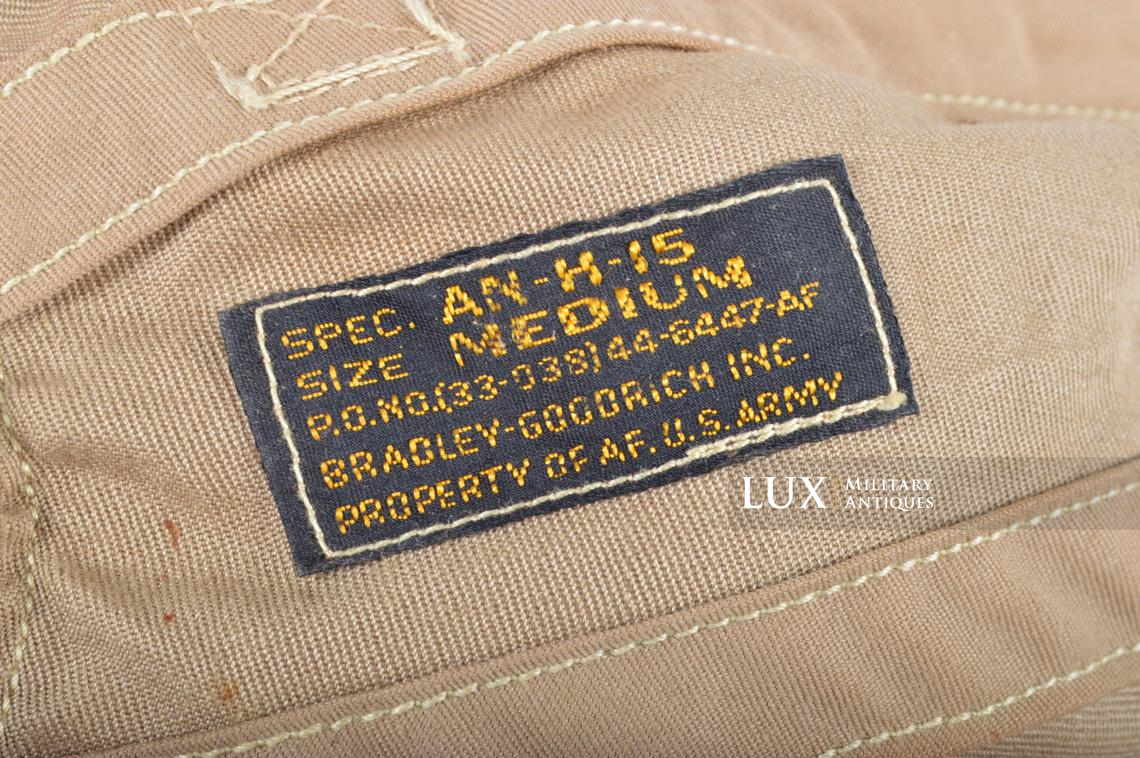 SPEC. AN-H-15
SIZE MEDIUM
P.O.NO.(33-038)44-6447-AF
BRADLEY-GOODRiCH INC.
PROPERTY OF AF.U.S.ARMY
LUX MILITARY ANTIQUES